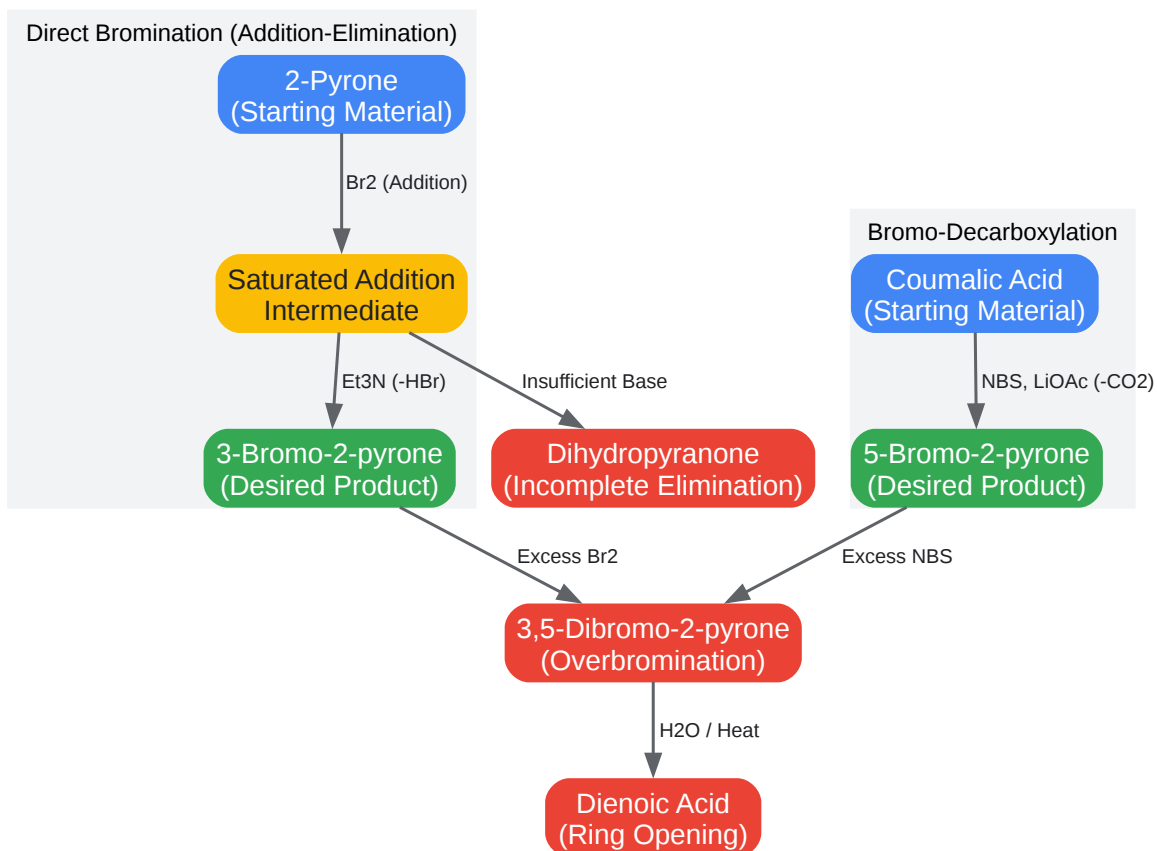 Direct Bromination (Addition-Elimination)
2-Pyrone
(Starting Material)
Br2 (Addition)
Bromo-Decarboxylation
Saturated Addition
Intermediate
Coumalic Acid
(Starting Material)
Et3N (-HBr)
Insufficient Base
NBS, LiOAc (-CO2)
3-Bromo-2-pyrone
(Desired Product)
Dihydropyranone
(Incomplete Elimination)
5-Bromo-2-pyrone
(Desired Product)
Excess Br2
Excess NBS
3,5-Dibromo-2-pyrone
(Overbromination)
H2O / Heat
Dienoic Acid
(Ring Opening)